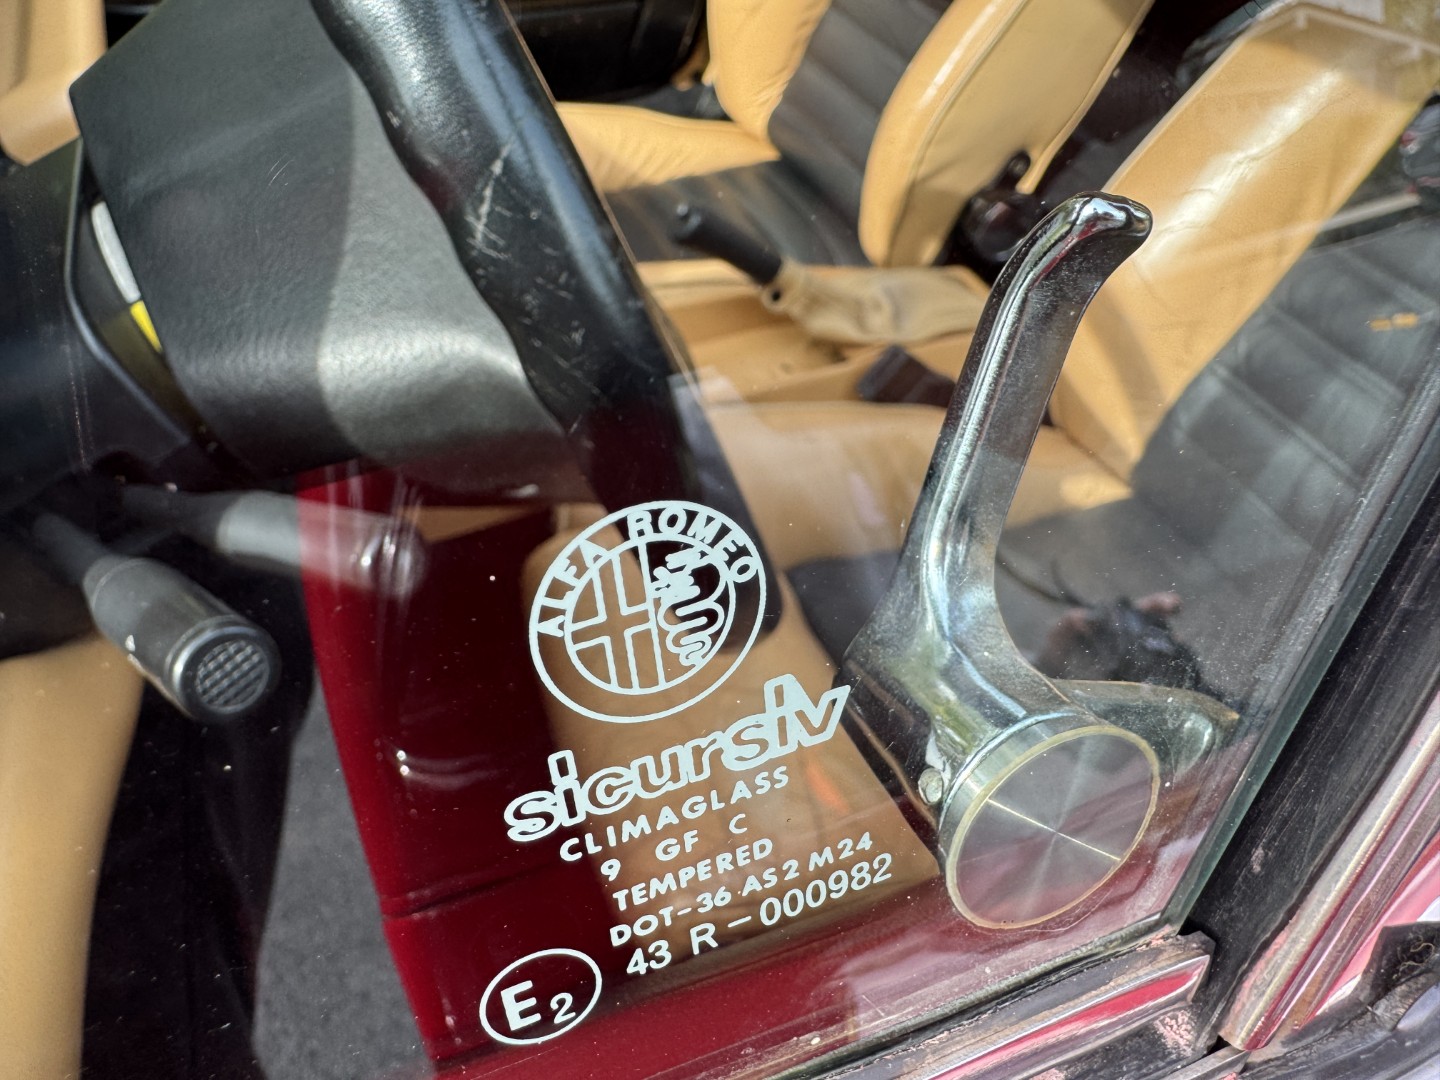 ALFA ROMEO
sicursiv
CLIMAGLASS
9 GF C
TEMPERED
DOT-36 AS2 M24
43 R-000982
E2